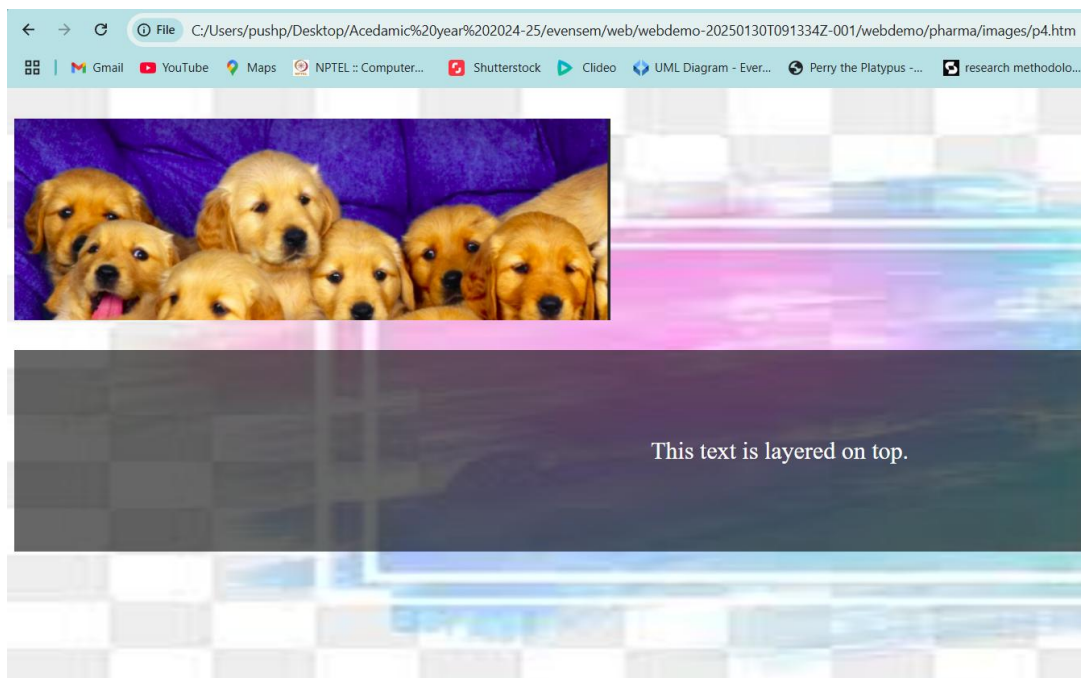 File C:/Users/pushp/Desktop/Acedamic%20year%202024-25/evensem/web/webdemo-20250130T091334Z-001/webdemo/pharma/images/p4.htm
Gmail YouTube Maps NPTEL :: Computer... Shutterstock Clideo UML Diagram - Ever... Perry the Platypus -... research methodolo...
This text is layered on top.